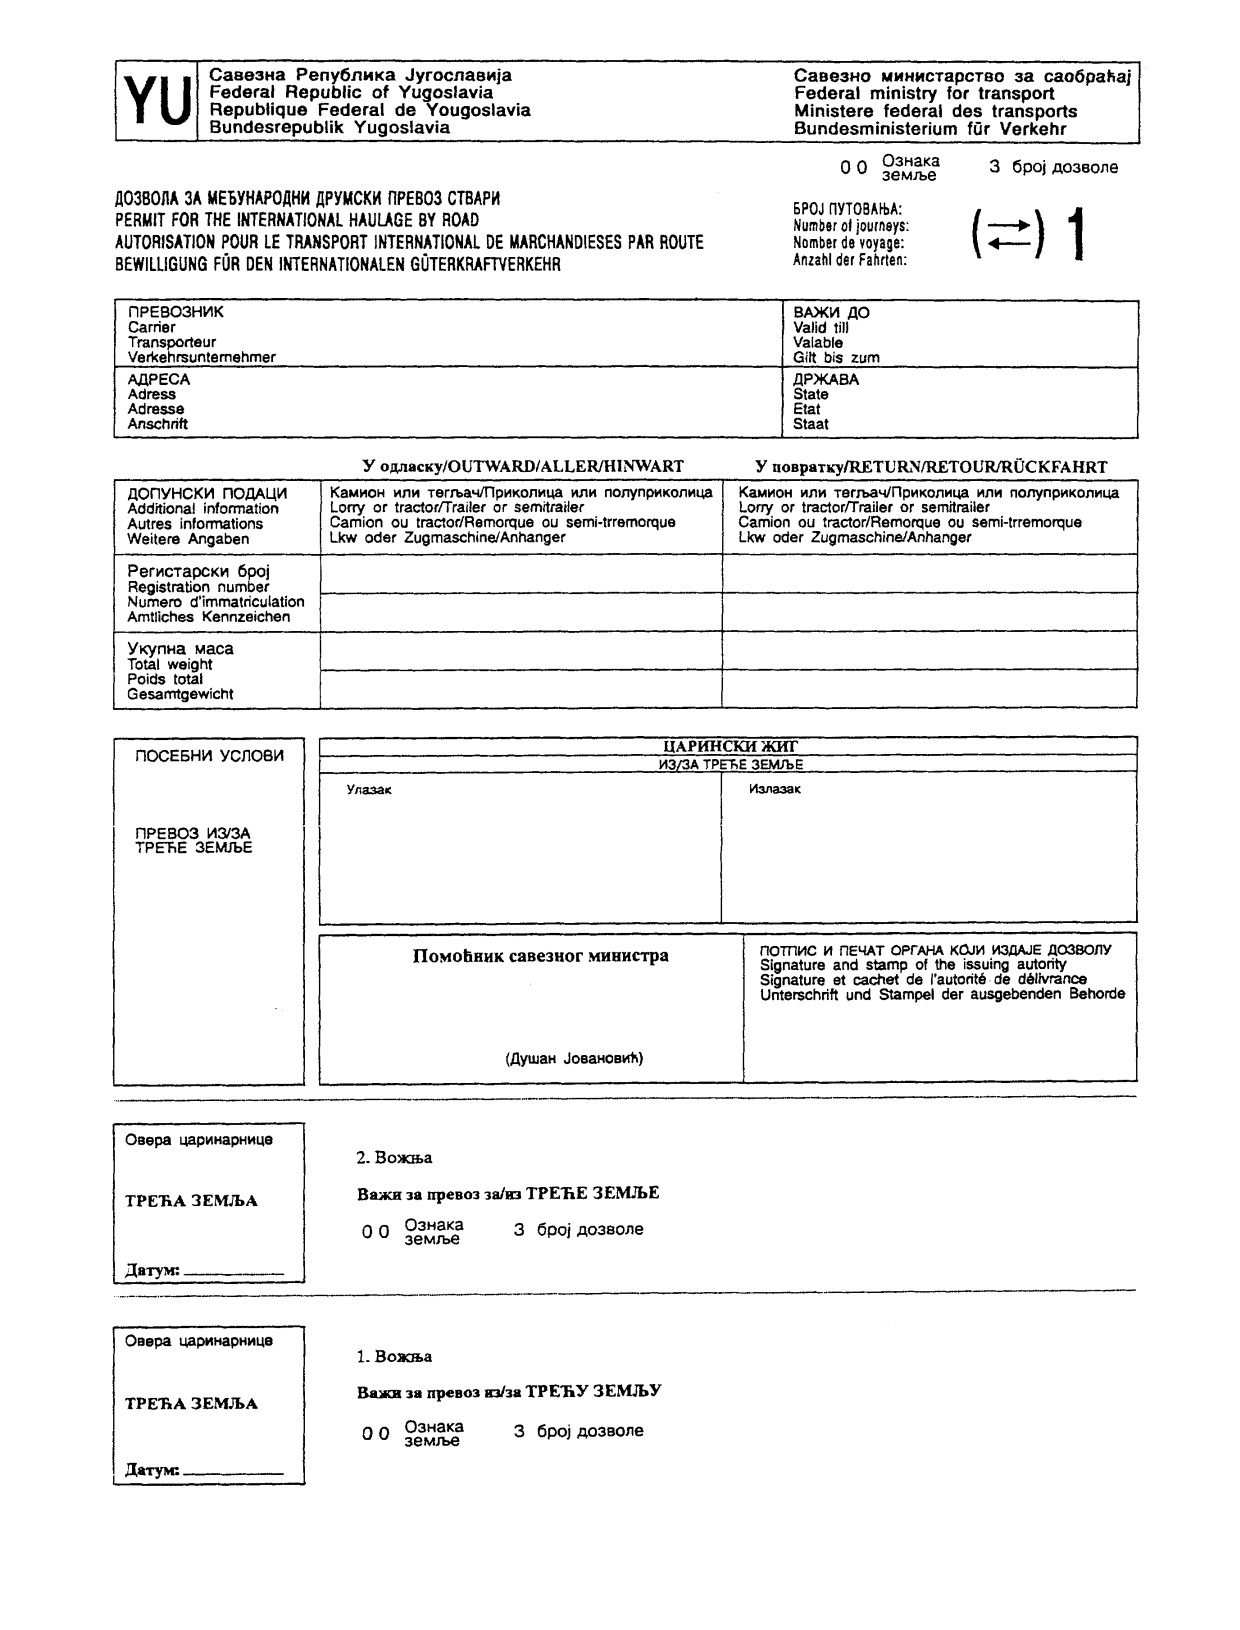 YU
Савезна Република Југославија
Federal Republic of Yugoslavia
Republique Federal de Yougoslavia
Bundesrepublik Yugoslavia
Савезно министарство за саобраћај
Federal ministry for transport
Ministere federal des transports
Bundesministerium für Verkehr
0 0 Ознака земље 3 број дозволе
ДОЗВОЛА ЗА МЕЂУНАРОДНИ ДРУМСКИ ПРЕВОЗ СТВАРИ
PERMIT FOR THE INTERNATIONAL HAULAGE BY ROAD
AUTORISATION POUR LE TRANSPORT INTERNATIONAL DE MARCHANDIESES PAR ROUTE
BEWILLIGUNG FÜR DEN INTERNATIONALEN GÜTERKRAFTVERKEHR
БРОЈ ПУТОВАЊА:
Number of journeys:
Nomber de voyage:
Anzahl der Fahrten:
(⇄) 1
ПРЕВОЗНИК
Carrier
Transporteur
Verkehrsunternehmer
ВАЖИ ДО
Valid till
Valable
Gilt bis zum
АДРЕСА
Adress
Adresse
Anschrift
ДРЖАВА
State
Etat
Staat
У одласку/OUTWARD/ALLER/HINWART
У повратку/RETURN/RETOUR/RÜCKFAHRT
ДОПУНСКИ ПОДАЦИ
Additional information
Autres informations
Weitere Angaben
Камион или тегљач/Приколица или полуприколица
Lorry or tractor/Trailer or semitrailer
Camion ou tractor/Remorque ou semi-trremorque
Lkw oder Zugmaschine/Anhanger
Камион или тегљач/Приколица или полуприколица
Lorry or tractor/Trailer or semitrailer
Camion ou tractor/Remorque ou semi-trremorque
Lkw oder Zugmaschine/Anhanger
Регистарски број
Registration number
Numero d'immatriculation
Amtliches Kennzeichen
Укупна маса
Total weight
Poids total
Gesamtgewicht
ПОСЕБНИ УСЛОВИ
ПРЕВОЗ ИЗ/ЗА
ТРЕЋЕ ЗЕМЉЕ
ЦАРИНСКИ ЖИГ
ИЗ/ЗА ТРЕЋЕ ЗЕМЉЕ
Улазак
Излазак
Помоћник савезног министра
(Душан Јовановић)
ПОТПИС И ПЕЧАТ ОРГАНА КОЈИ ИЗДАЈЕ ДОЗВОЛУ
Signature and stamp of the issuing autority
Signature et cachet de l'autorité de délivrance
Unterschrift und Stampel der ausgebenden Behorde
Овера царинарнице
ТРЕЋА ЗЕМЉА
Датум:
2. Вожња
Важи за превоз за/из ТРЕЋЕ ЗЕМЉЕ
0 0 Ознака земље 3 број дозволе
Овера царинарнице
ТРЕЋА ЗЕМЉА
Датум:
1. Вожња
Важи за превоз из/за ТРЕЋУ ЗЕМЉУ
0 0 Ознака земље 3 број дозволе